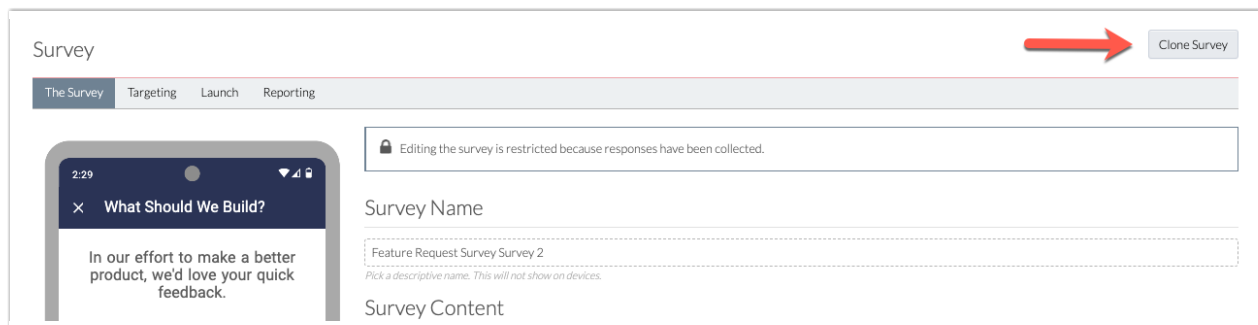 Survey
Clone Survey
The Survey Targeting Launch Reporting
Editing the survey is restricted because responses have been collected.
2:29
× What Should We Build?
In our effort to make a better
product, we'd love your quick
feedback.
Survey Name
Feature Request Survey Survey 2
Pick a descriptive name. This will not show on devices.
Survey Content